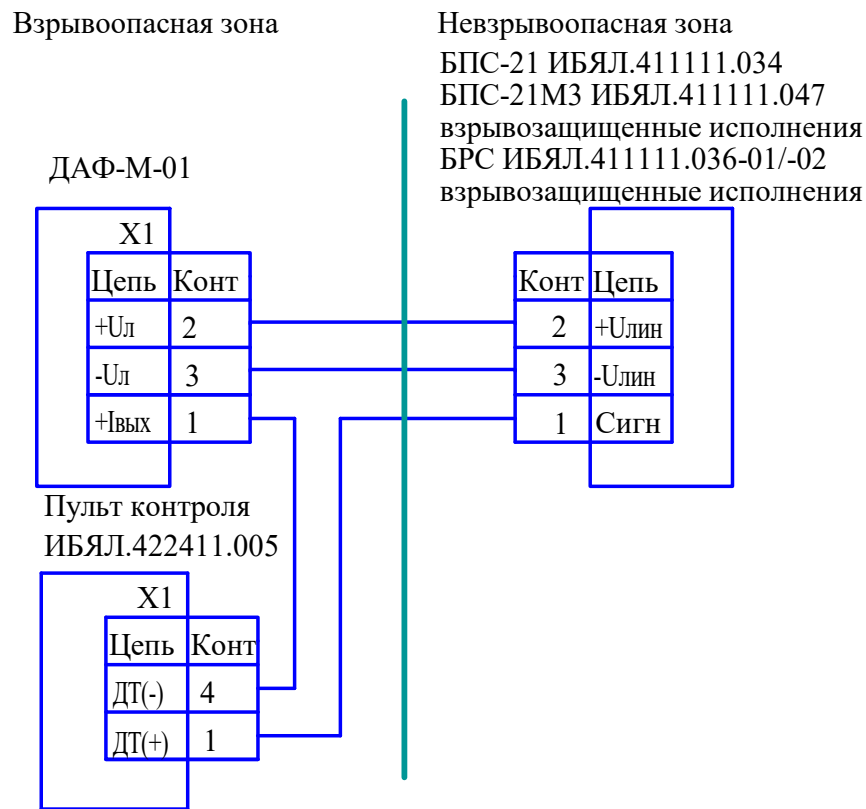 Взрывоопасная зона
Невзрывоопасная зона
БПС-21 ИБЯЛ.411111.034
БПС-21М3 ИБЯЛ.411111.047
взрывозащищенные исполнения
БРС ИБЯЛ.411111.036-01/-02
взрывозащищенные исполнения
ДАФ-М-01
X1
Цепь Конт
+Uл 2
-Uл 3
+Iвых 1
Конт Цепь
2 +Uлин
3 -Uлин
1 Сигн
Пульт контроля
ИБЯЛ.422411.005
X1
Цепь Конт
ДТ(-) 4
ДТ(+) 1